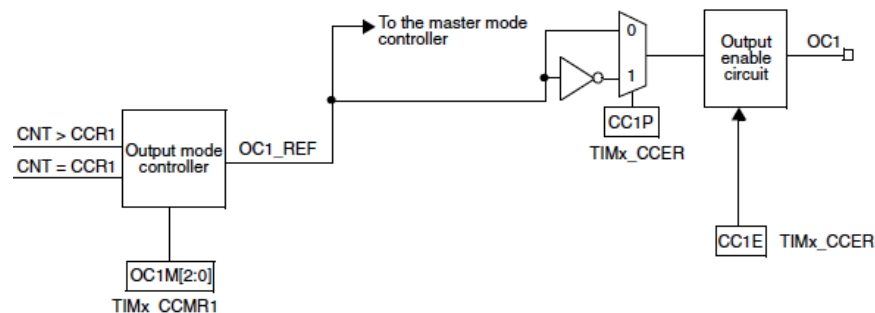 To the master mode
controller
0
1
Output
enable
circuit
OC1
CC1P
TIMx_CCER
CNT > CCR1
CNT = CCR1
Output mode
controller
OC1_REF
CC1E
TIMx_CCER
OC1M[2:0]
TIMx_CCMR1